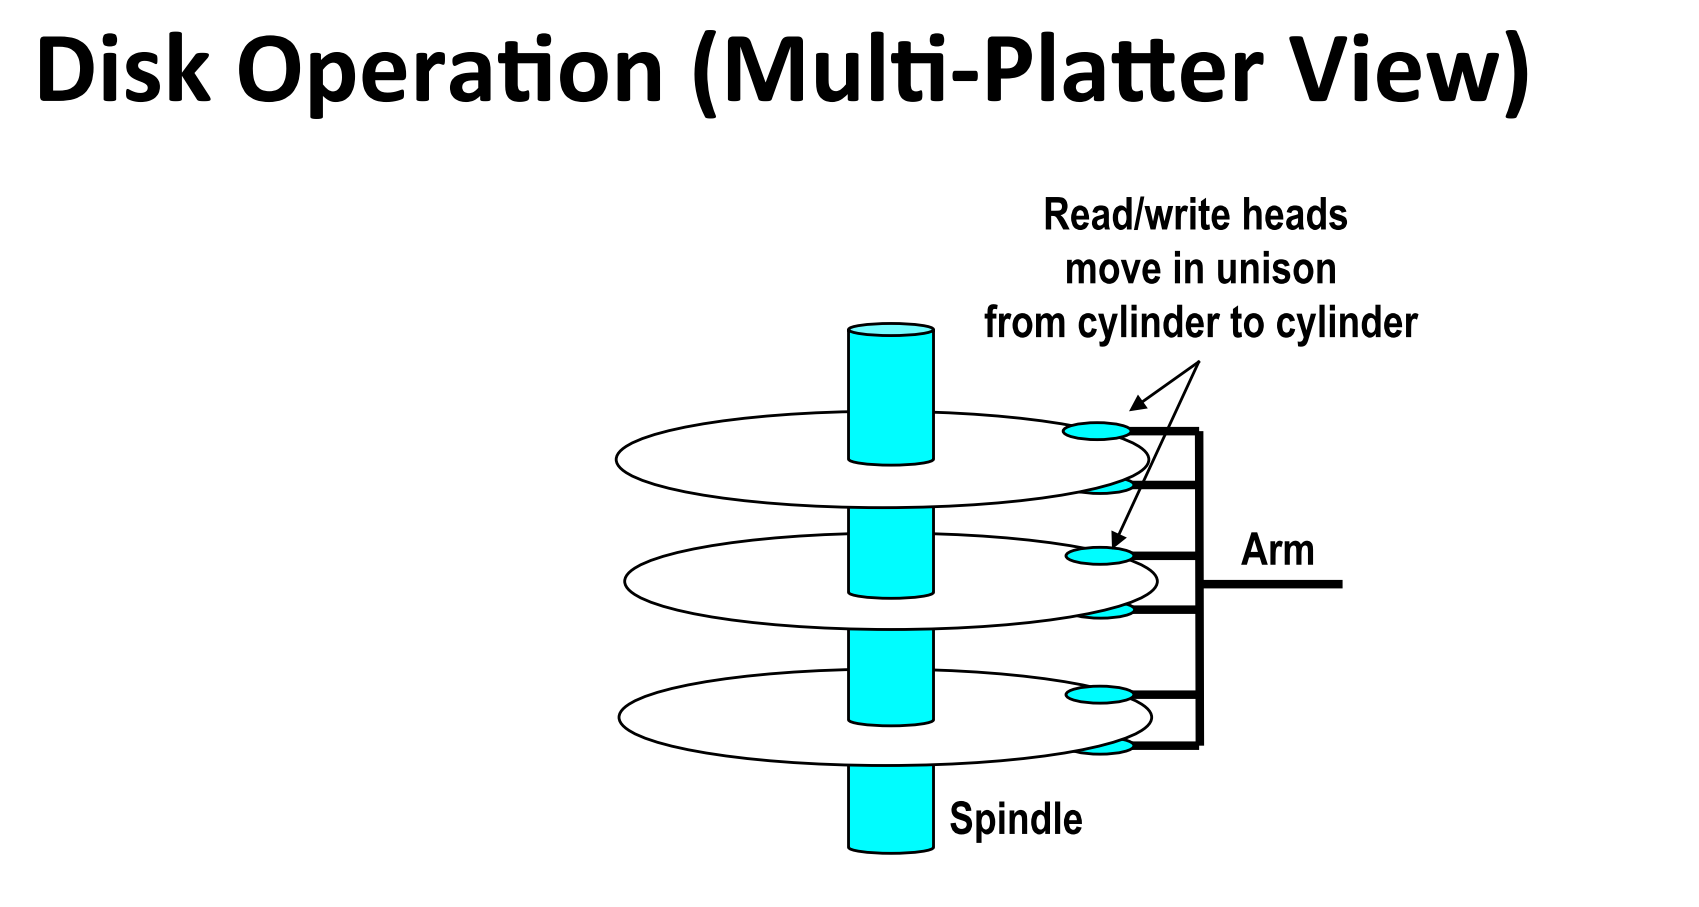 Disk Operation (Multi-Platter View)
Read/write heads
move in unison
from cylinder to cylinder
Arm
Spindle